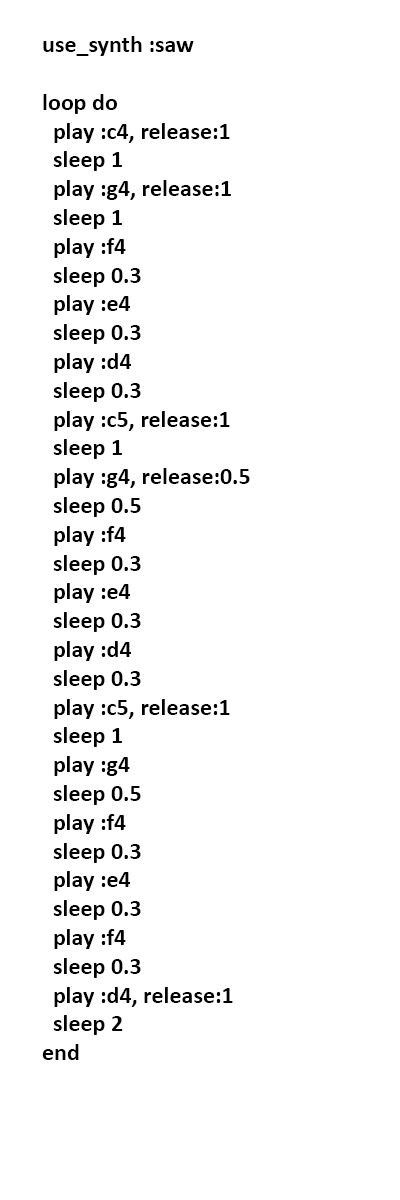 use_synth :saw

loop do
  play :c4, release:1
  sleep 1
  play :g4, release:1
  sleep 1
  play :f4
  sleep 0.3
  play :e4
  sleep 0.3
  play :d4
  sleep 0.3
  play :c5, release:1
  sleep 1
  play :g4, release:0.5
  sleep 0.5
  play :f4
  sleep 0.3
  play :e4
  sleep 0.3
  play :d4
  sleep 0.3
  play :c5, release:1
  sleep 1
  play :g4
  sleep 0.5
  play :f4
  sleep 0.3
  play :e4
  sleep 0.3
  play :f4
  sleep 0.3
  play :d4, release:1
  sleep 2
end